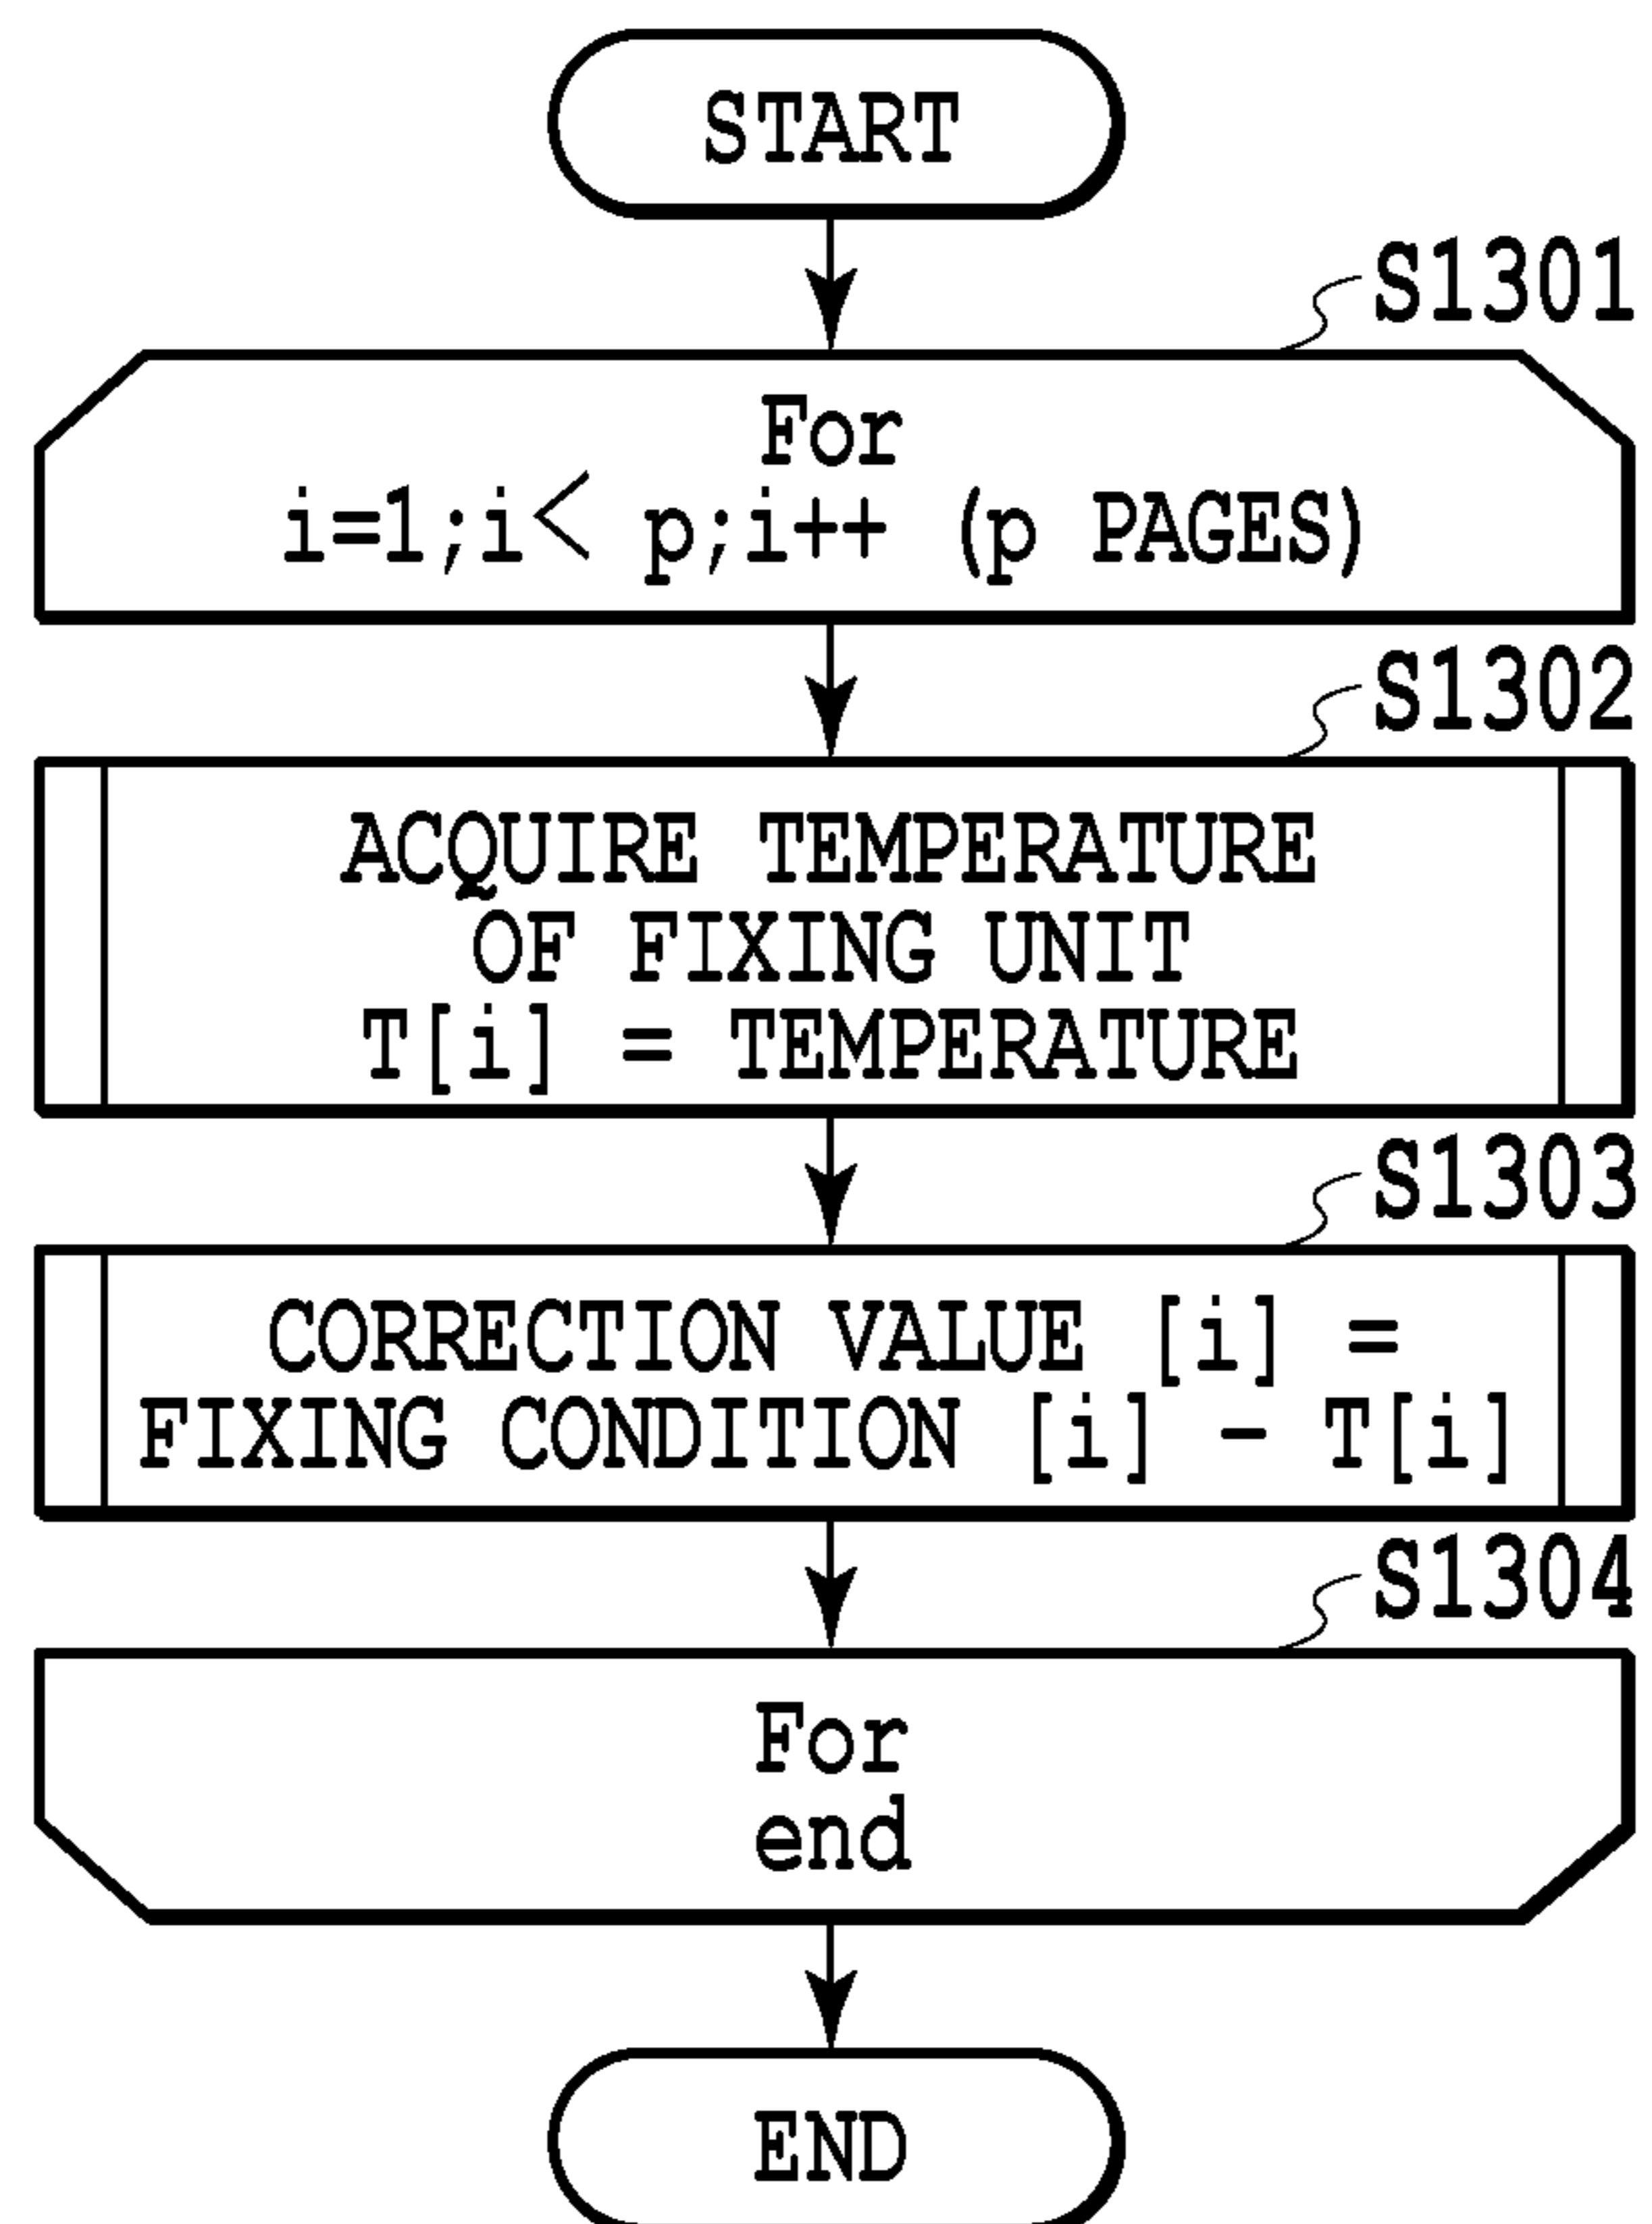 START
S1301
For
i=1;i< p;i++ (p PAGES)
S1302
ACQUIRE TEMPERATURE
OF FIXING UNIT
T[i] = TEMPERATURE
S1303
CORRECTION VALUE [i] =
FIXING CONDITION [i] - T[i]
S1304
For
end
END